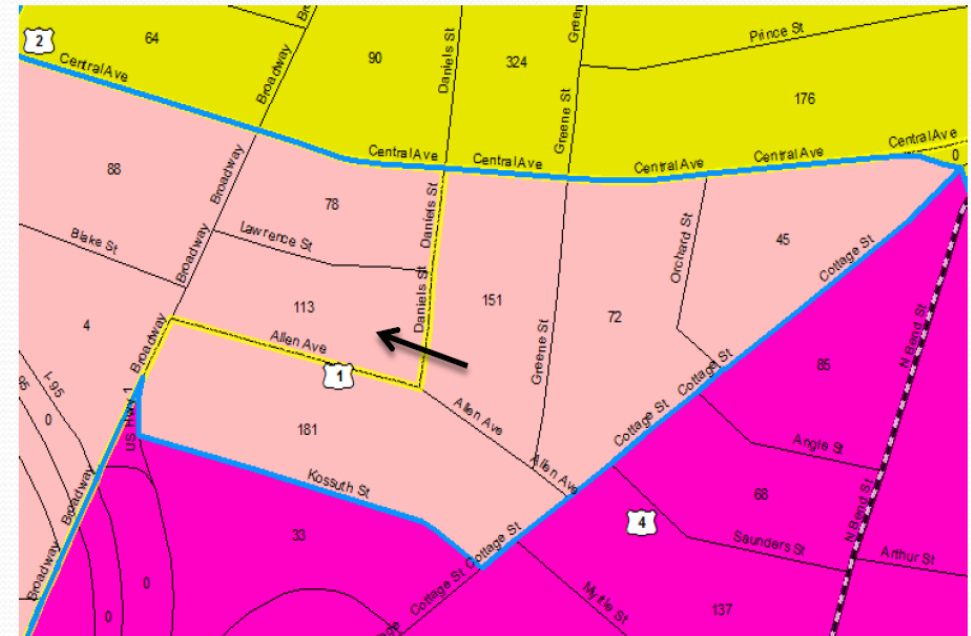 Bro
Green
2
64
Central Ave
Broadway
90
Daniels St
324
Greene St
Prince St
176
Central Ave
Central Ave
Central Ave
Central Ave
Central Ave
0
88
78
Broadway
Lawrence St
Daniels St
45
Orchard St
Cottage St
Blake St
Broadway
113
Daniels St
151
72
4
Broadway
Allen Ave
1
Greene St
N Bend St
85
Cottage St
I-95
0
US Hwy 1
181
Allen Ave
Cottage St
Angle St
Allen Ave
Kossuth St
Broadway
33
Cottage St
4
68
N Bend St
Saunders St
Arthur St
Broadway
0
0
Cottage St
Myrtle St
137